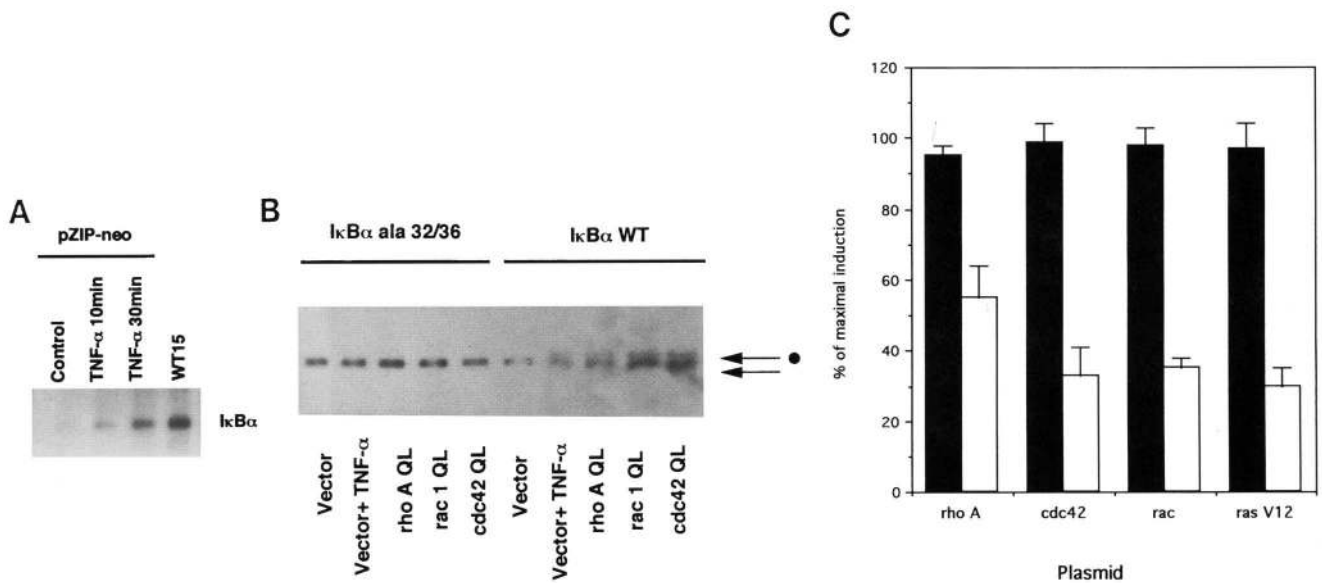 A
pZIP-neo
Control
TNF-α 10min
TNF-α 30min
WT15
IκBα
B
IκBα ala 32/36
IκBα WT
Vector
Vector+ TNF-α
rho A QL
rac 1 QL
cdc42 QL
Vector
Vector+ TNF-α
rho A QL
rac 1 QL
cdc42 QL
C
% of maximal induction
120
100
80
60
40
20
0
rho A
cdc42
rac
ras V12
Plasmid